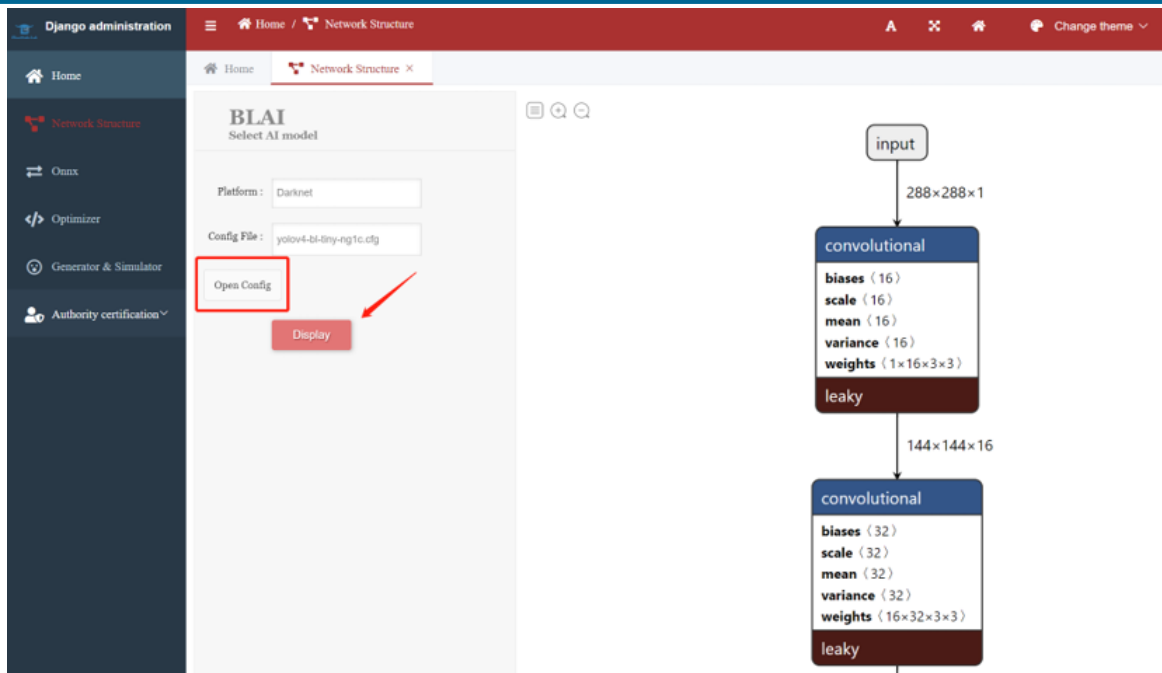 Django administration
Home / Network Structure
A
Change theme
Home
Network Structure
Onnx
Optimizer
Generator & Simulator
Authority certification
Home
Network Structure ×
BLAI
Select AI model
Platform :
Darknet
Config File :
yolov4-bl-tiny-ng1c.cfg
Open Config
Display
input
288×288×1
convolutional
biases 〈16〉
scale 〈16〉
mean 〈16〉
variance 〈16〉
weights 〈1×16×3×3〉
leaky
144×144×16
convolutional
biases 〈32〉
scale 〈32〉
mean 〈32〉
variance 〈32〉
weights 〈16×32×3×3〉
leaky